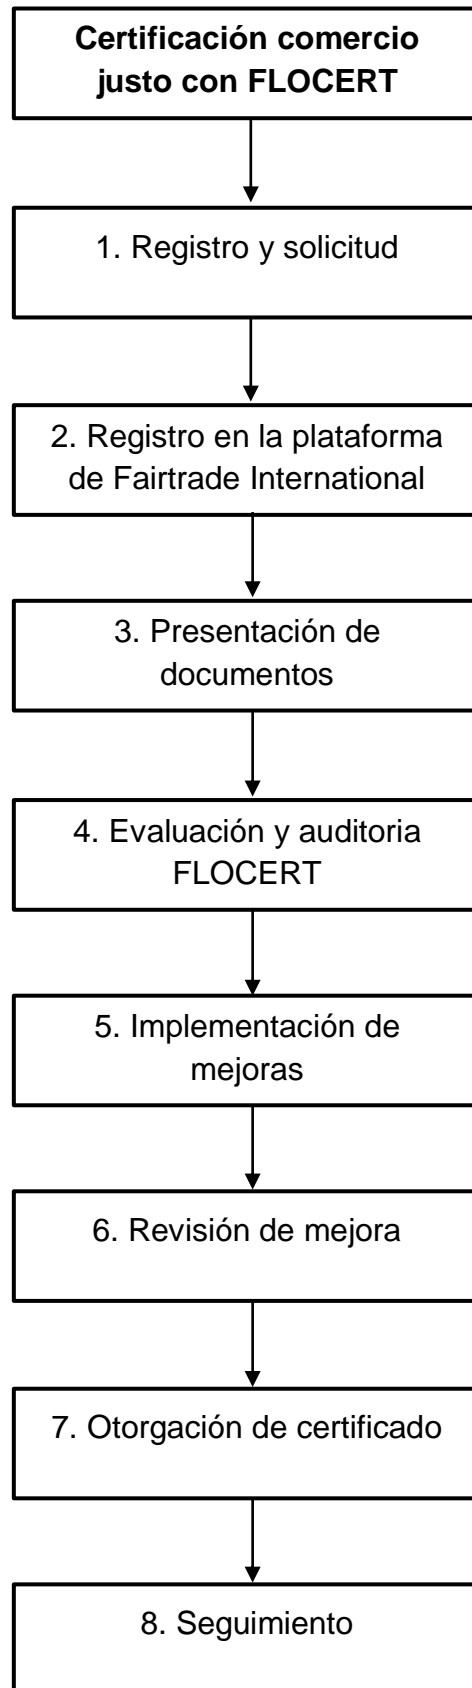 Certificación comercio
justo con FLOCERT
1. Registro y solicitud
2. Registro en la plataforma
de Fairtrade International
3. Presentación de
documentos
4. Evaluación y auditoria
FLOCERT
5. Implementación de
mejoras
6. Revisión de mejora
7. Otorgación de certificado
8. Seguimiento